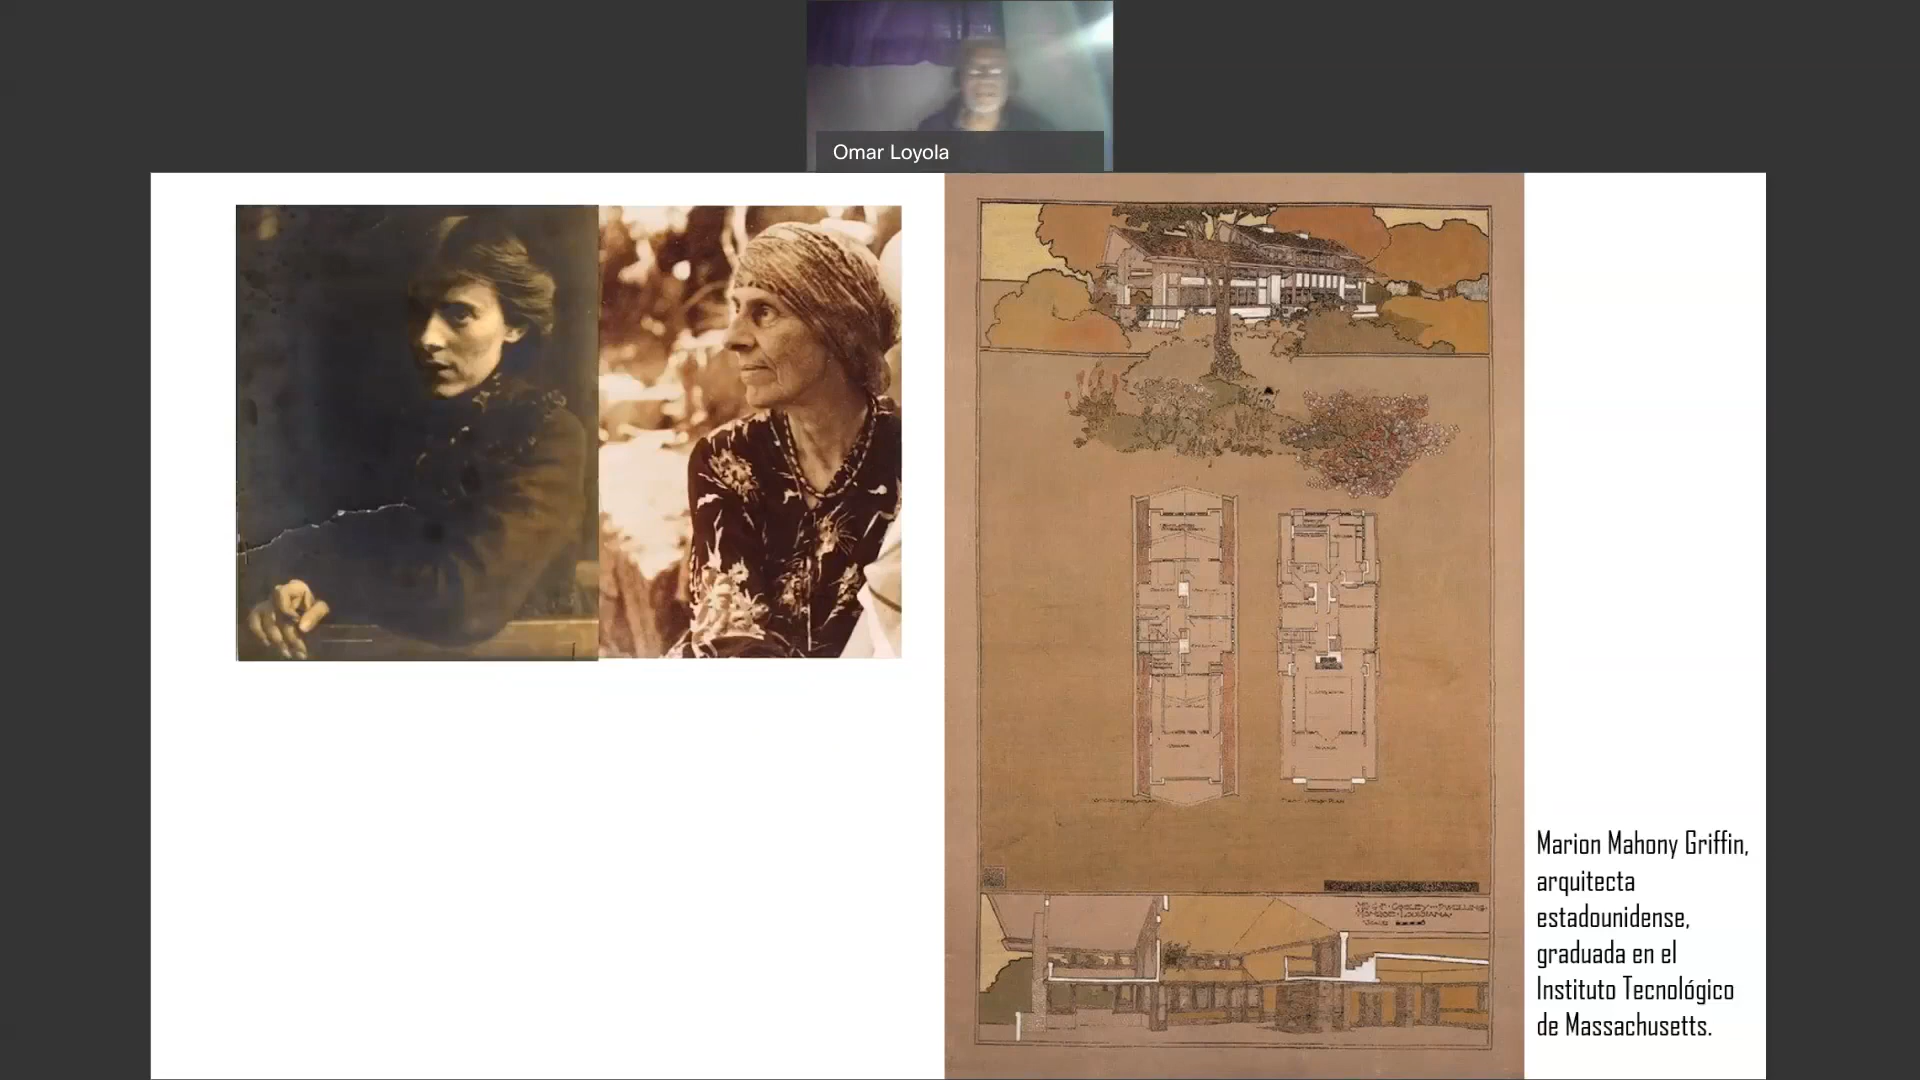 Omar Loyola
Marion Mahony Griffin,
arquitecta
estadounidense,
graduada en el
Instituto Tecnológico
de Massachusetts.